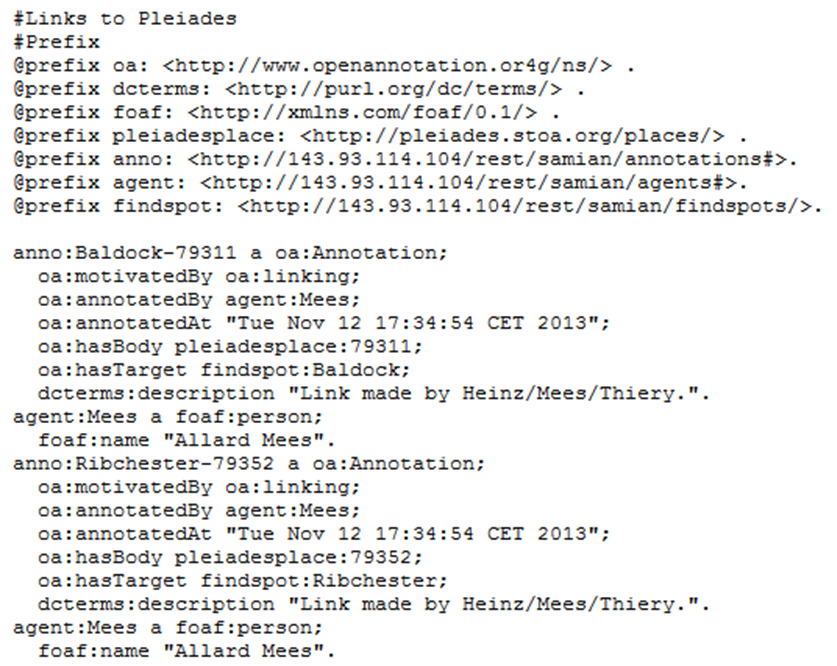 #Links to Pleiades
#Prefix
@prefix oa: <http://www.openannotation.or4g/ns/> .
@prefix dcterms: <http://purl.org/dc/terms/> .
@prefix foaf: <http://xmlns.com/foaf/0.1/> .
@prefix pleiadesplace: <http://pleiades.stoa.org/places/> .
@prefix anno: <http://143.93.114.104/rest/samian/annotations#>.
@prefix agent: <http://143.93.114.104/rest/samian/agents#>.
@prefix findspot: <http://143.93.114.104/rest/samian/findspots/>.

anno:Baldock-79311 a oa:Annotation;
  oa:motivatedBy oa:linking;
  oa:annotatedBy agent:Mees;
  oa:annotatedAt "Tue Nov 12 17:34:54 CET 2013";
  oa:hasBody pleiadesplace:79311;
  oa:hasTarget findspot:Baldock;
  dcterms:description "Link made by Heinz/Mees/Thiery.".
agent:Mees a foaf:person;
  foaf:name "Allard Mees".
anno:Ribchester-79352 a oa:Annotation;
  oa:motivatedBy oa:linking;
  oa:annotatedBy agent:Mees;
  oa:annotatedAt "Tue Nov 12 17:34:54 CET 2013";
  oa:hasBody pleiadesplace:79352;
  oa:hasTarget findspot:Ribchester;
  dcterms:description "Link made by Heinz/Mees/Thiery.".
agent:Mees a foaf:person;
  foaf:name "Allard Mees".